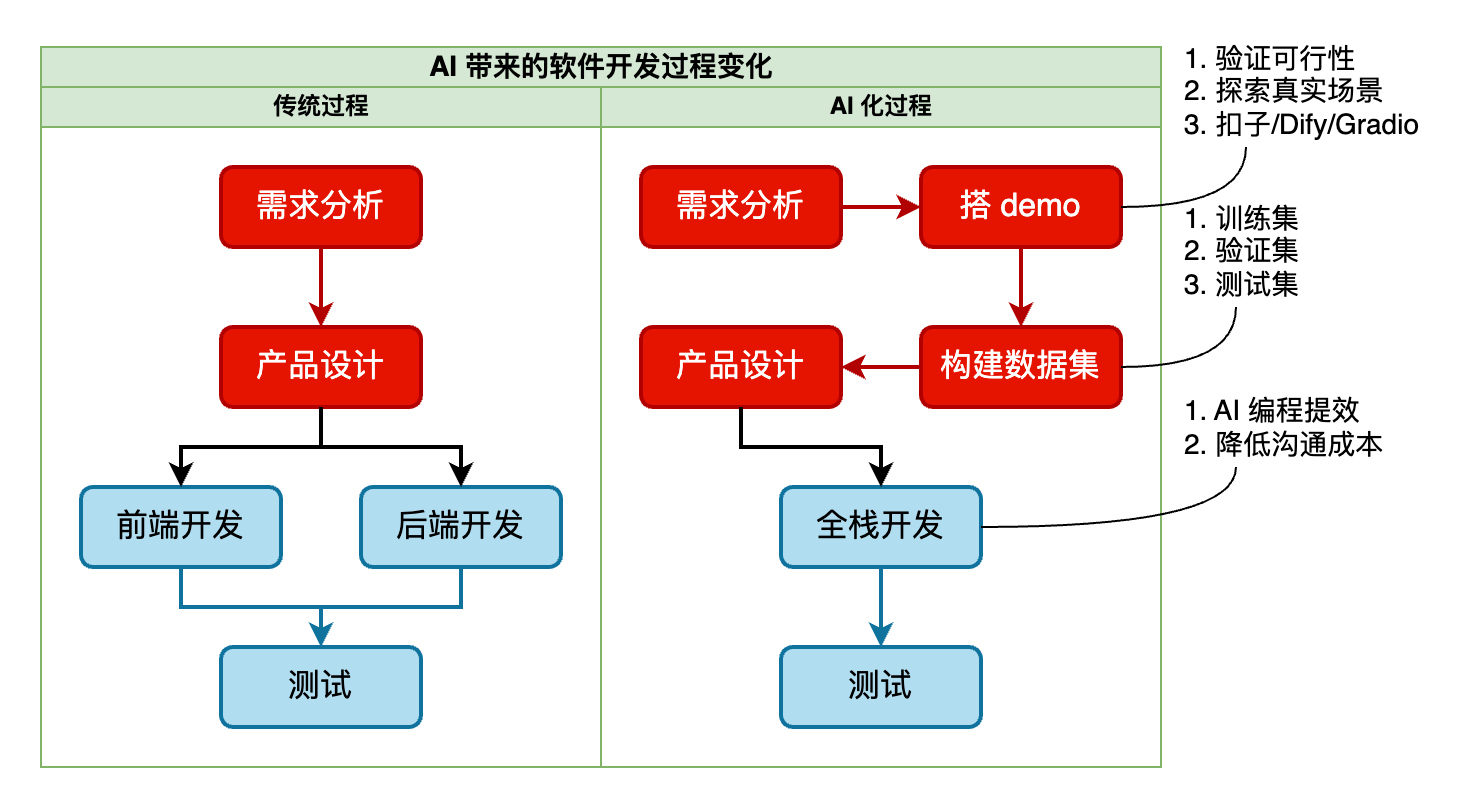 AI 带来的软件开发过程变化
传统过程
AI 化过程
需求分析
产品设计
前端开发
后端开发
测试
需求分析
搭 demo
产品设计
构建数据集
全栈开发
测试
1. 验证可行性
2. 探索真实场景
3. 扣子/Dify/Gradio
1. 训练集
2. 验证集
3. 测试集
1. AI 编程提效
2. 降低沟通成本